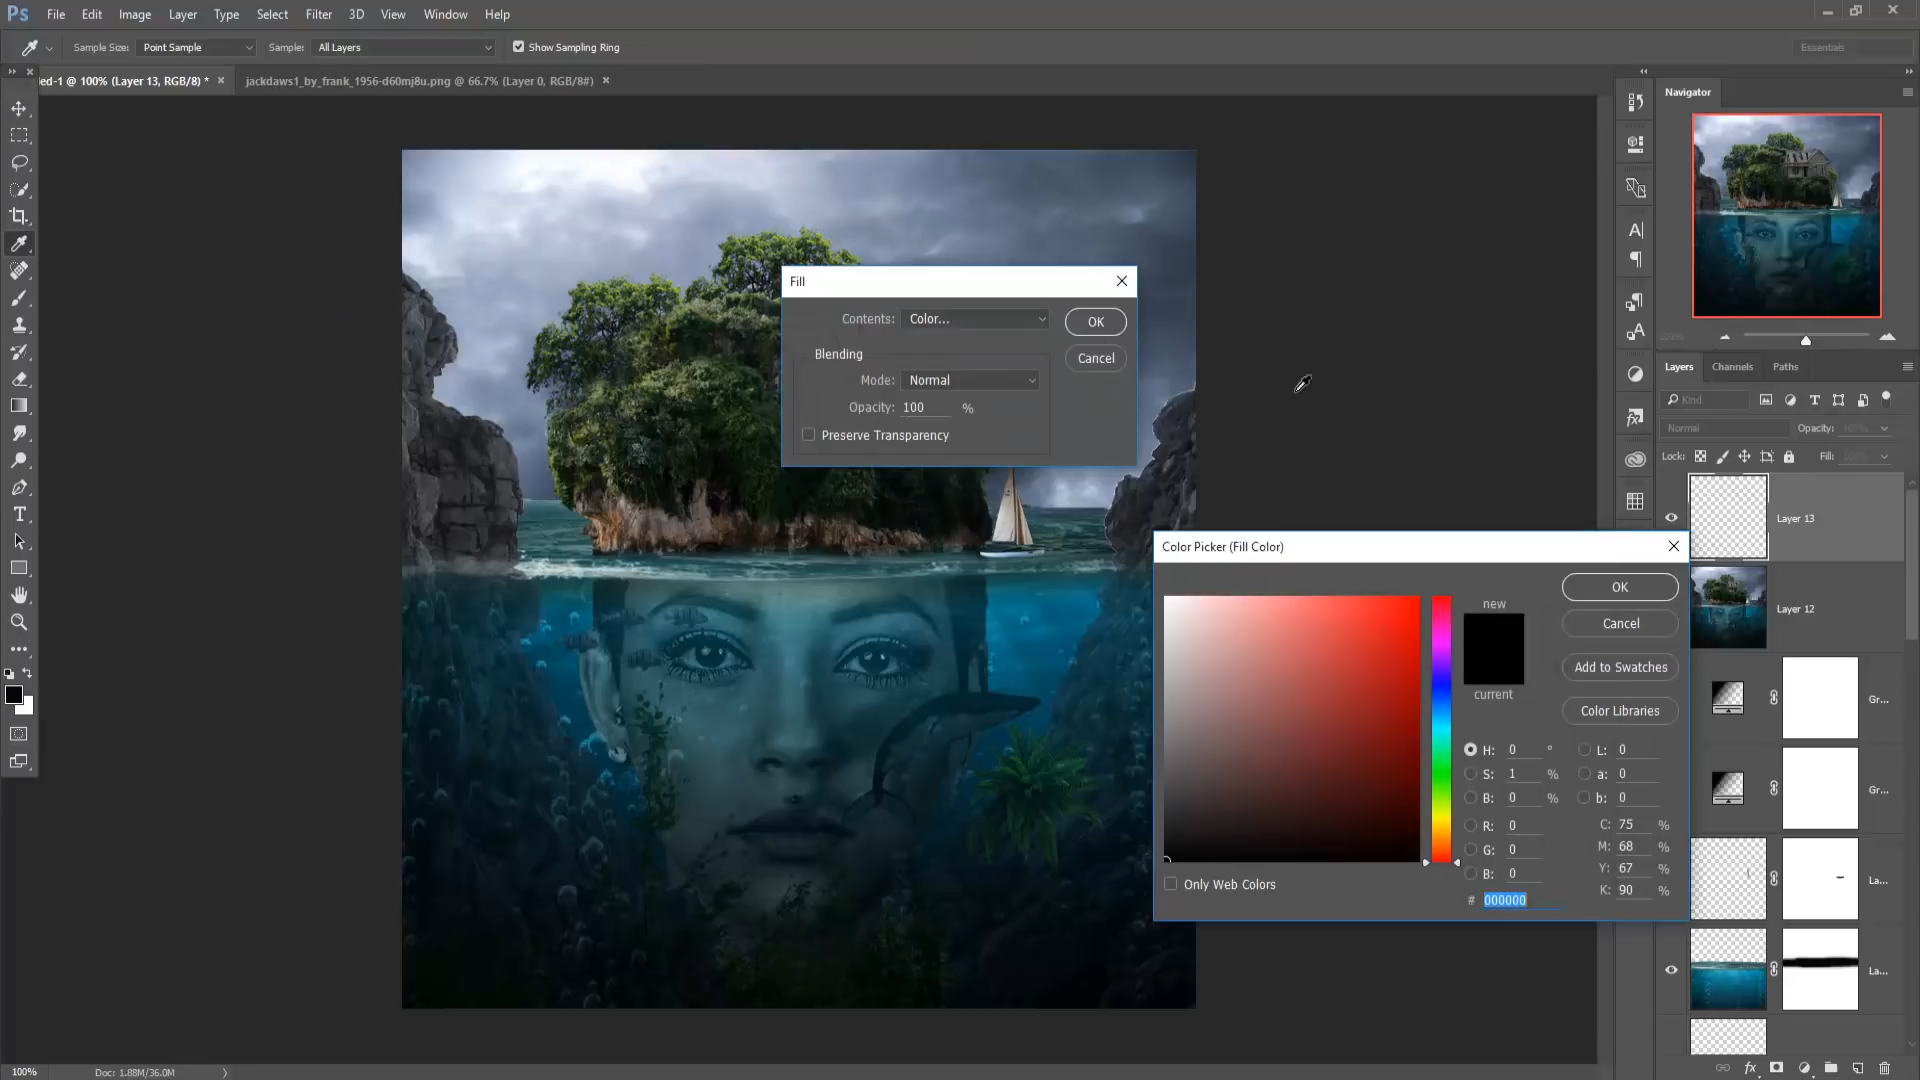 Ps File Edit Image Layer Type Select Filter 3D View Window Help
Sample Size: Point Sample Sample: All Layers Show Sampling Ring Essentials
ed-1 @ 100% (Layer 13, RGB/8) * × jackdaws1_by_frank_1956-d60mj8u.png @ 66.7% (Layer 0, RGB/8#) ×
Navigator
Fill
Contents: Color... OK
Blending
Cancel
Mode: Normal
Opacity: 100 %
Preserve Transparency
Layers Channels Paths
Kind
Normal Opacity: 100%
Lock: Fill: 100%
Layer 13
Layer 12
Gr...
Gr...
La...
La...
Color Picker (Fill Color)
new
current
OK
Cancel
Add to Swatches
Color Libraries
H: 0 ° L: 0
S: 1 % a: 0
B: 0 % b: 0
R: 0 C: 75 %
G: 0 M: 68 %
B: 0 Y: 67 %
K: 90 %
# 000000
Only Web Colors
100% Doc: 1.88M/36.0M